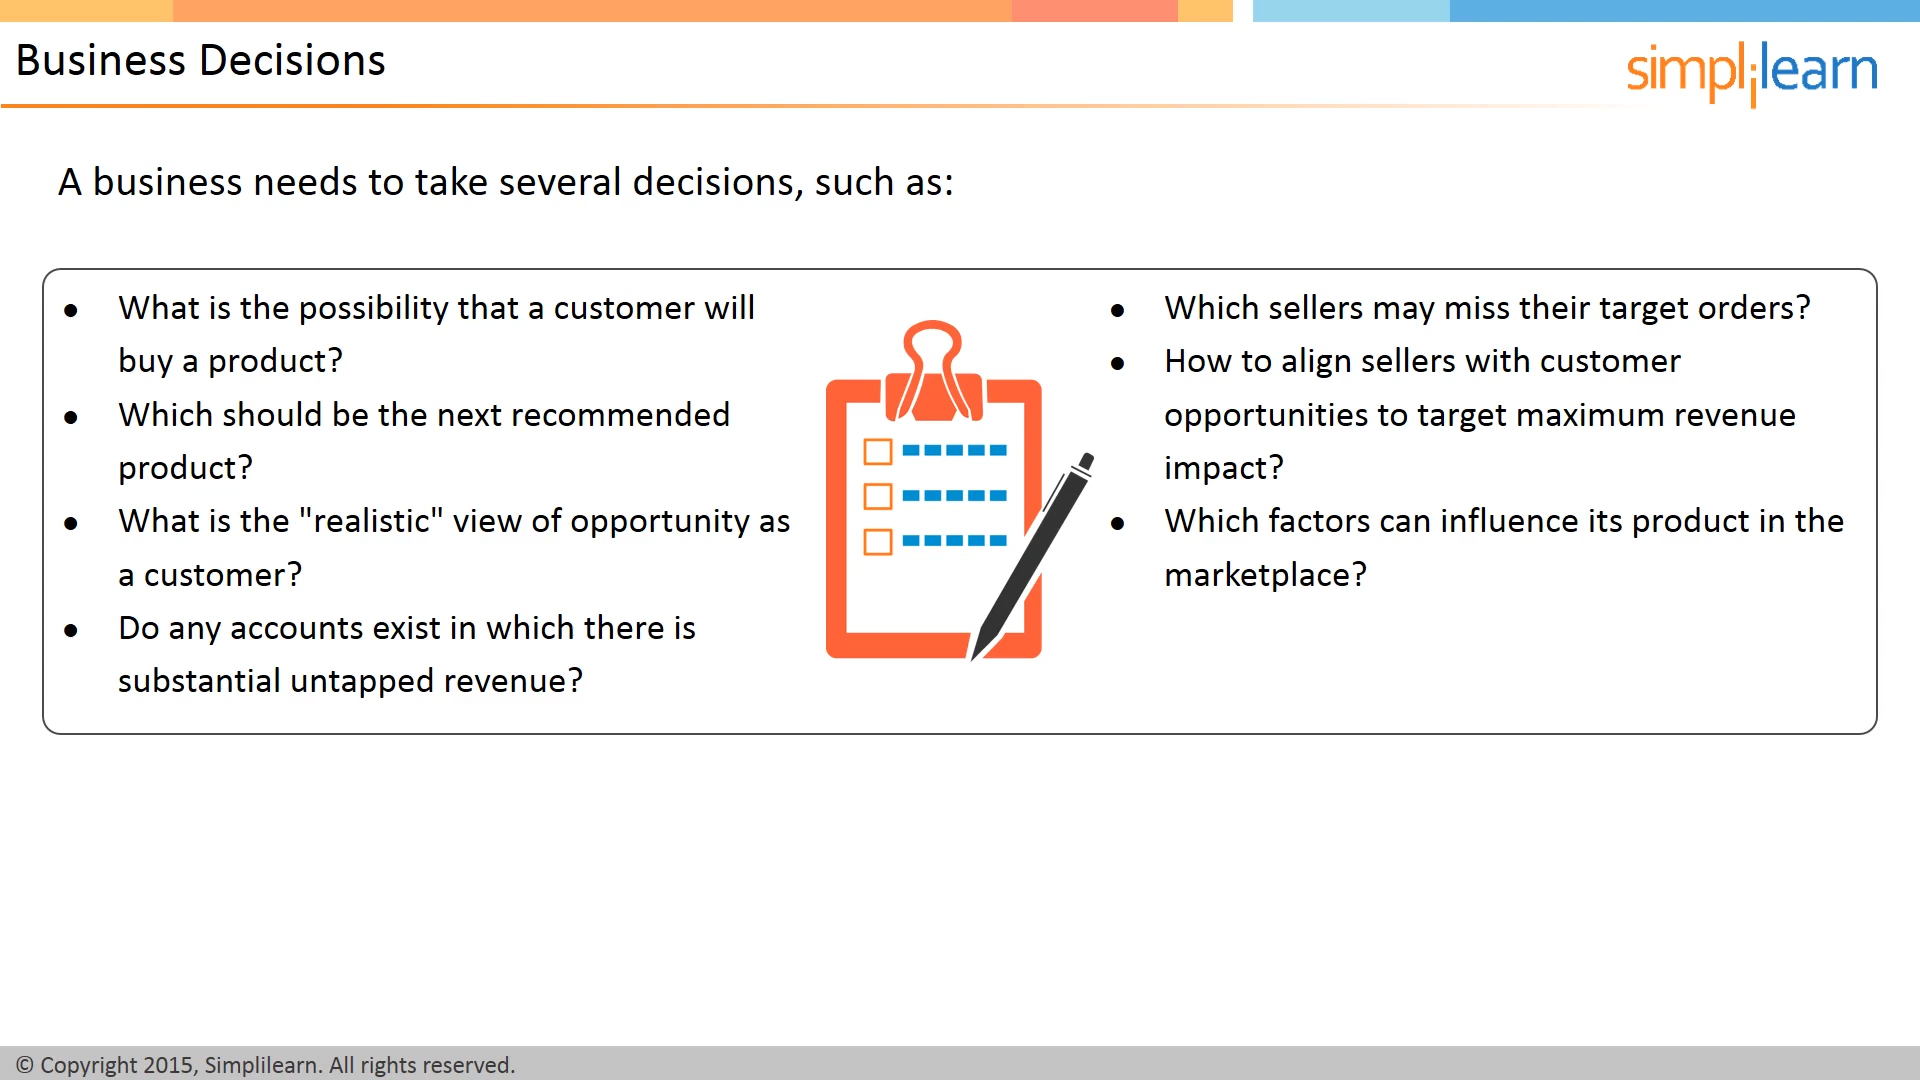 Business Decisions
simplilearn
A business needs to take several decisions, such as:
● What is the possibility that a customer will
buy a product?
● Which should be the next recommended
product?
● What is the "realistic" view of opportunity as
a customer?
● Do any accounts exist in which there is
substantial untapped revenue?
● Which sellers may miss their target orders?
● How to align sellers with customer
opportunities to target maximum revenue
impact?
● Which factors can influence its product in the
marketplace?
© Copyright 2015, Simplilearn. All rights reserved.